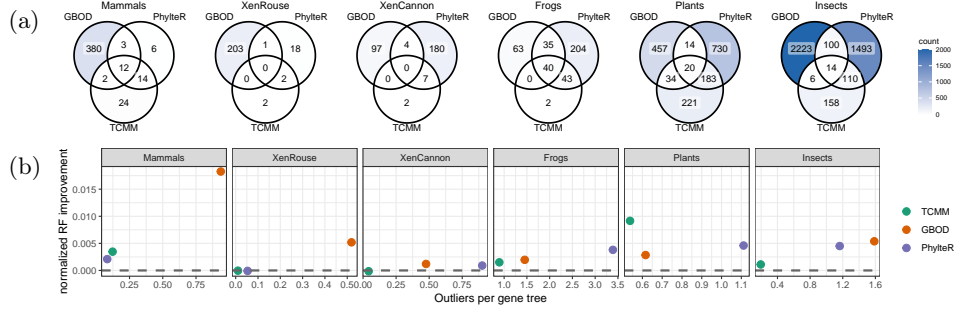 (a)
Mammals XenRouse XenCannon Frogs Plants Insects
GBOD PhylteR GBOD PhylteR GBOD PhylteR GBOD PhylteR GBOD PhylteR GBOD PhylteR
380 3 6 203 1 18 97 4 180 63 35 204 457 14 730 2223 100 1493
12 0 0 40 20 14
2 14 0 2 0 7 0 43 34 183 6 110
24 2 2 2 221 158
TCMM TCMM TCMM TCMM TCMM TCMM
count
2000
1500
1000
500
0
(b)
Mammals XenRouse XenCannon Frogs Plants Insects
normalized RF improvement
0.015
0.010
0.005
0.000
0.25 0.50 0.75 0.0 0.1 0.2 0.3 0.4 0.5 0.00 0.25 0.50 0.75 1.0 1.5 2.0 2.5 3.0 3.5 0.6 0.7 0.8 0.9 1.0 1.1 0.4 0.8 1.2 1.6
Outliers per gene tree
TCMM
GBOD
PhylteR